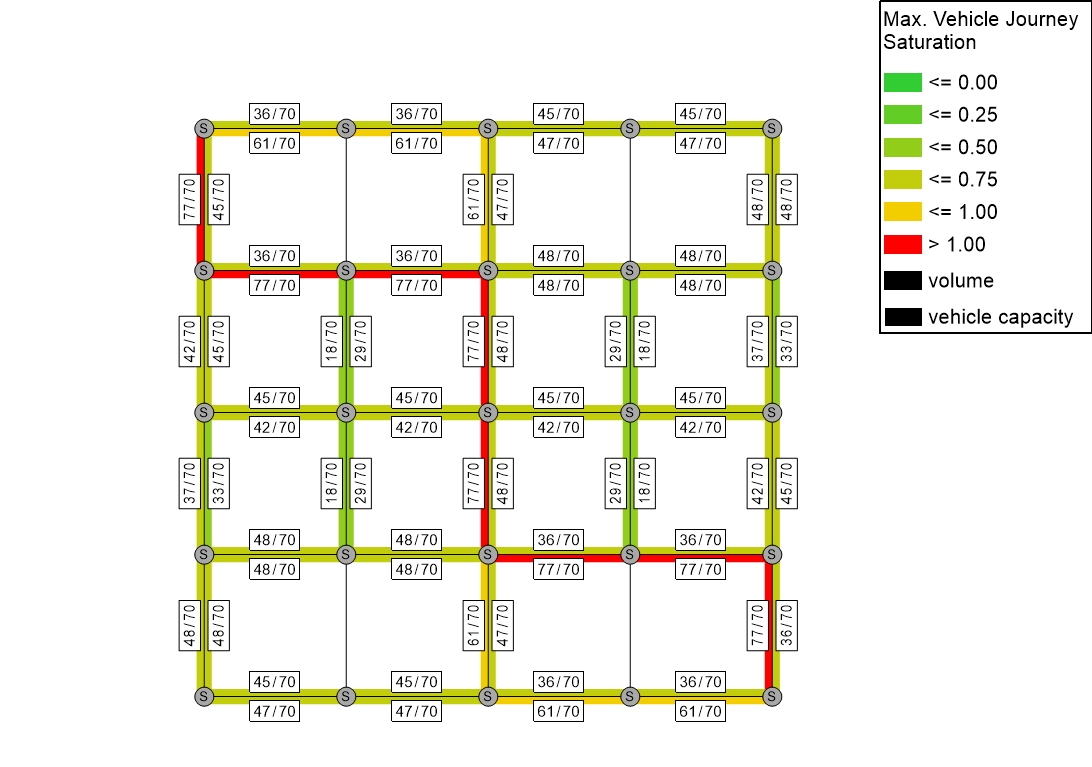 Max. Vehicle Journey
Saturation
<= 0.00
<= 0.25
<= 0.50
<= 0.75
<= 1.00
> 1.00
volume
vehicle capacity
36/70 36/70 45/70 45/70
S S S S S
61/70 61/70 47/70 47/70
77/70 45/70 61/70 47/70 48/70 48/70
36/70 36/70 48/70 48/70
S S S S S
77/70 77/70 48/70 48/70
42/70 45/70 18/70 29/70 77/70 48/70 29/70 18/70 37/70 33/70
45/70 45/70 45/70 45/70
S S S S S
42/70 42/70 42/70 42/70
37/70 33/70 18/70 29/70 77/70 48/70 29/70 18/70 42/70 45/70
48/70 48/70 36/70 36/70
S S S S S
48/70 48/70 77/70 77/70
48/70 48/70 61/70 47/70 77/70 36/70
45/70 45/70 36/70 36/70
S S S S S
47/70 47/70 61/70 61/70